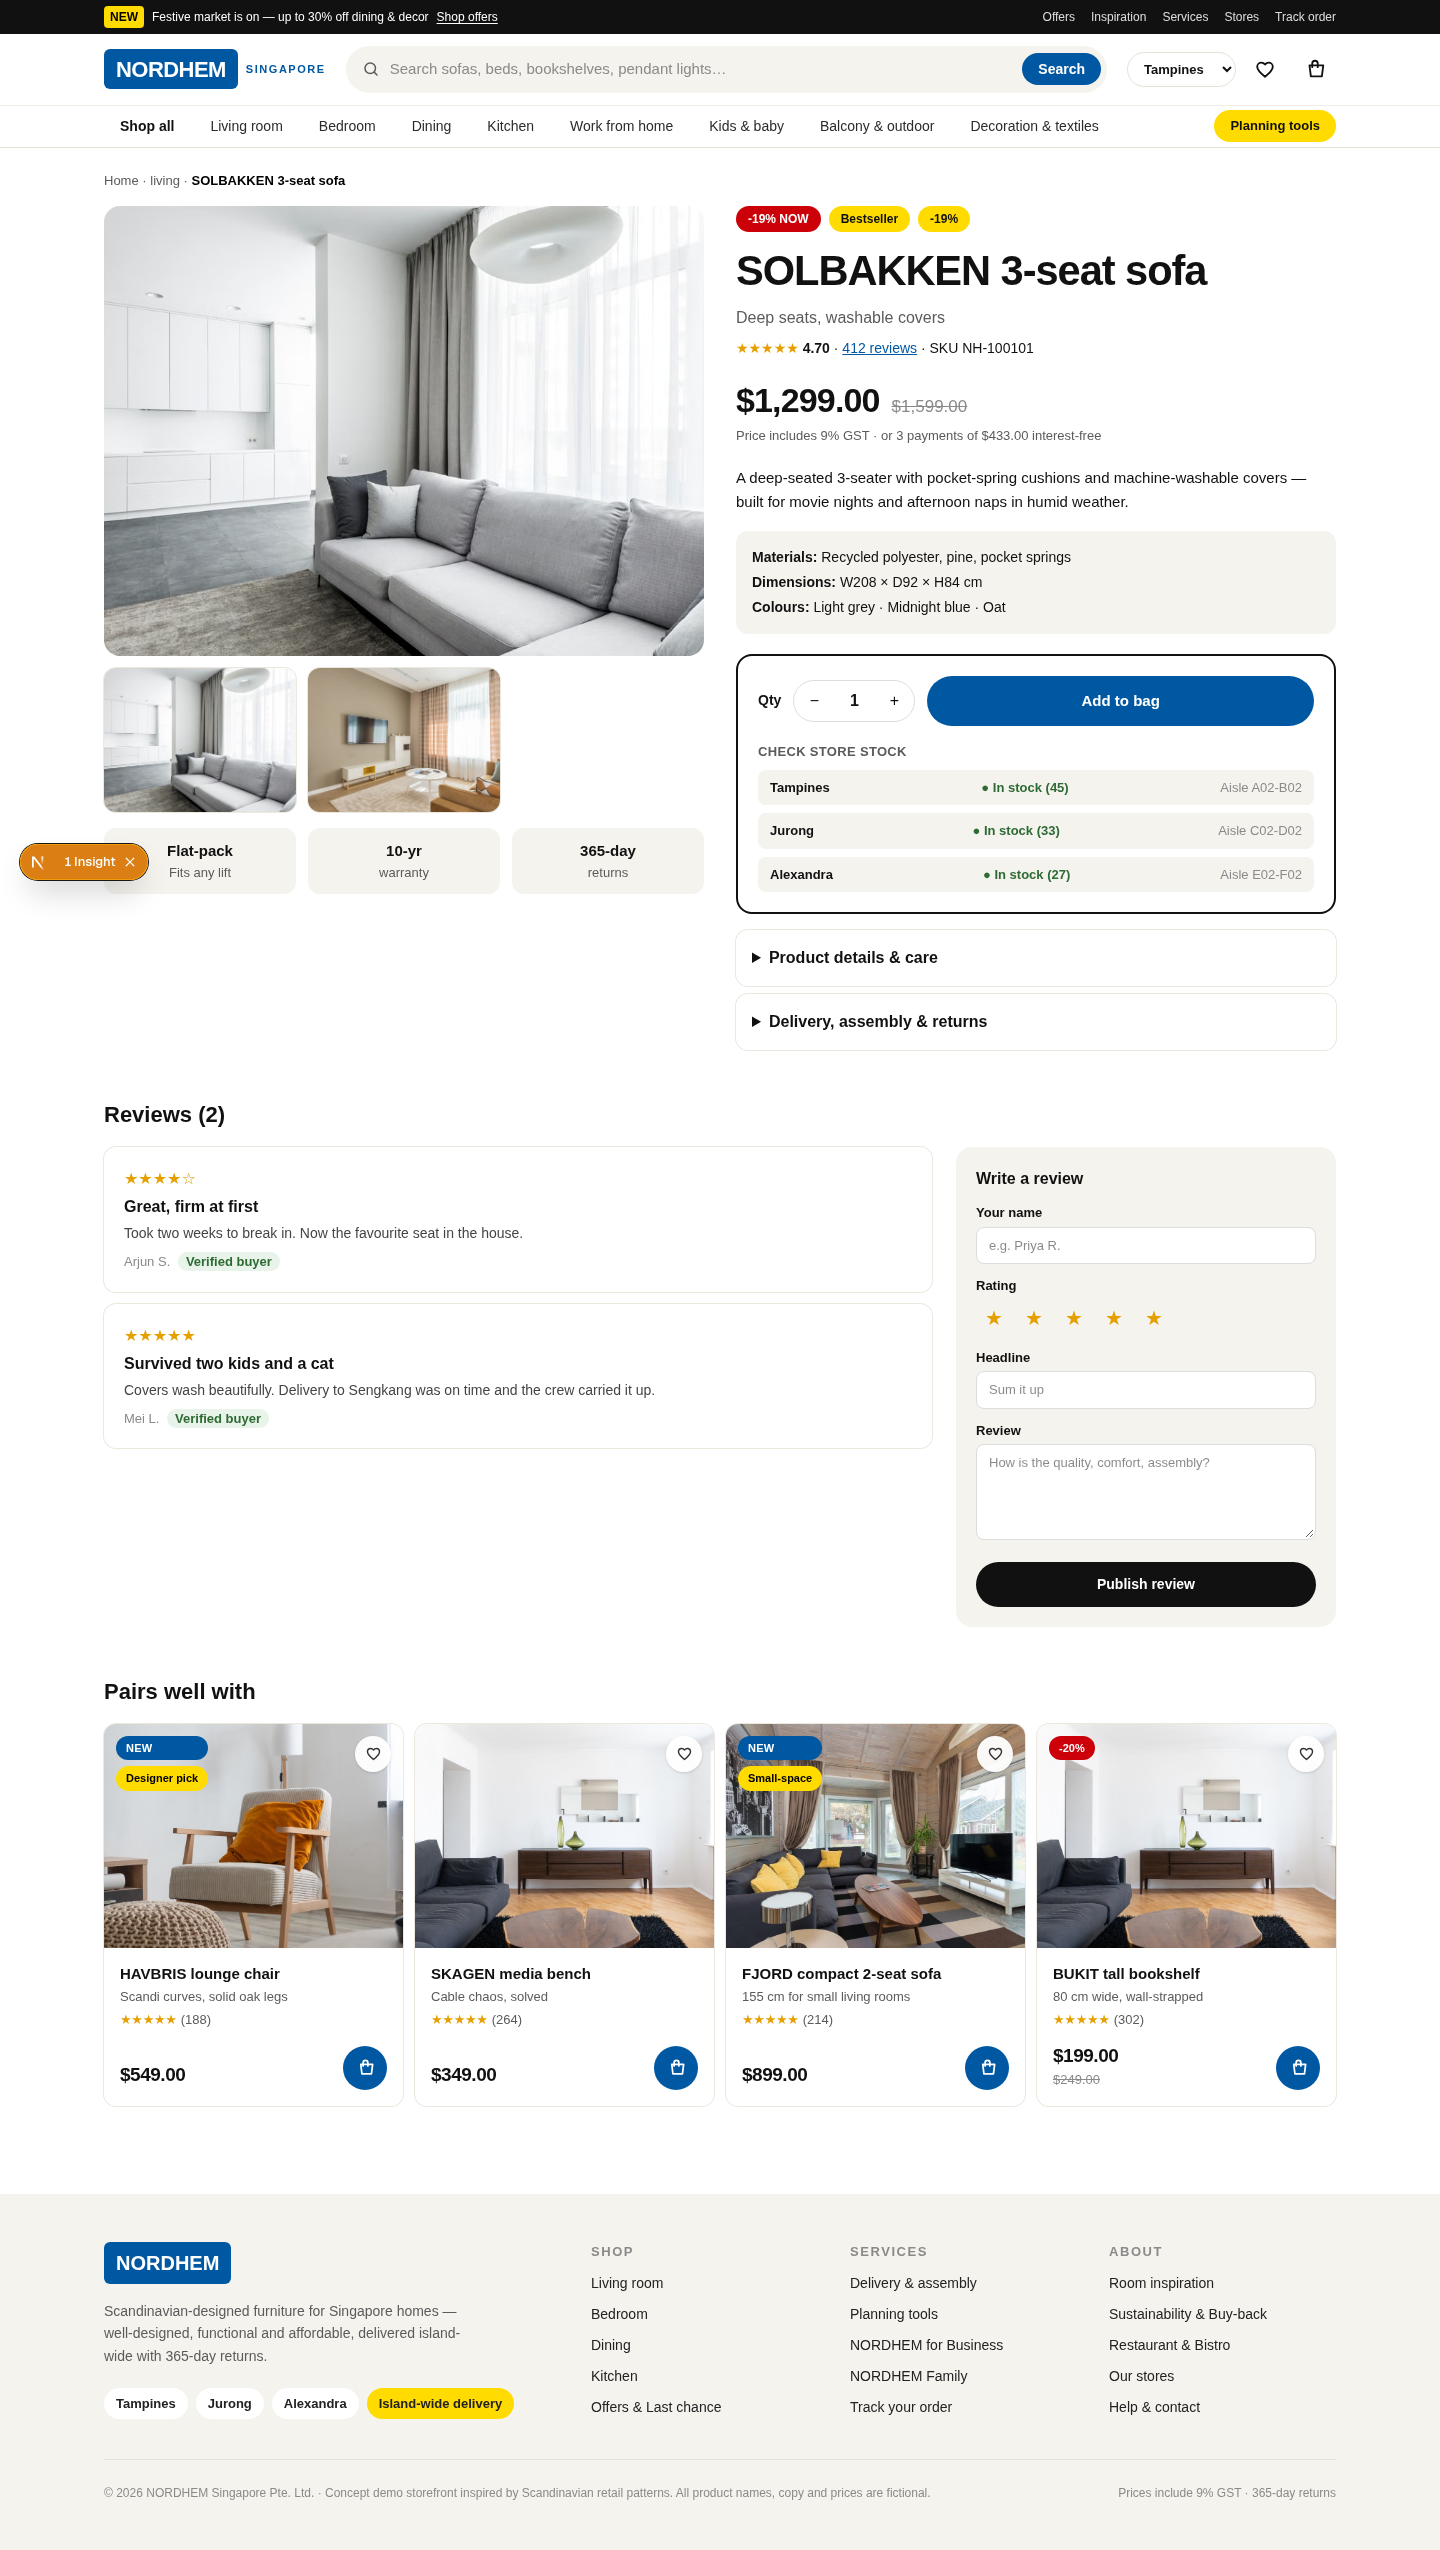 NEW Festive market is on — up to 30% off dining & decor Shop offers Offers Inspiration Services Stores Track order
NORDHEM SINGAPORE Search sofas, beds, bookshelves, pendant lights… Search Tampines
Shop all Living room Bedroom Dining Kitchen Work from home Kids & baby Balcony & outdoor Decoration & textiles Planning tools
Home · living · SOLBAKKEN 3-seat sofa
-19% NOW Bestseller -19%
SOLBAKKEN 3-seat sofa
Deep seats, washable covers
★★★★★ 4.70 · 412 reviews · SKU NH-100101
$1,299.00 $1,599.00
Price includes 9% GST · or 3 payments of $433.00 interest-free
A deep-seated 3-seater with pocket-spring cushions and machine-washable covers —
built for movie nights and afternoon naps in humid weather.
Materials: Recycled polyester, pine, pocket springs
Dimensions: W208 × D92 × H84 cm
Colours: Light grey · Midnight blue · Oat
Qty − 1 + Add to bag
CHECK STORE STOCK
Tampines ● In stock (45) Aisle A02-B02
Jurong ● In stock (33) Aisle C02-D02
Alexandra ● In stock (27) Aisle E02-F02
Flat-pack 10-yr 365-day
Fits any lift warranty returns
N 1 Insight
Product details & care
Delivery, assembly & returns
Reviews (2)
★★★★☆
Great, firm at first
Took two weeks to break in. Now the favourite seat in the house.
Arjun S. Verified buyer
★★★★★
Survived two kids and a cat
Covers wash beautifully. Delivery to Sengkang was on time and the crew carried it up.
Mei L. Verified buyer
Write a review
Your name
e.g. Priya R.
Rating
★ ★ ★ ★ ★
Headline
Sum it up
Review
How is the quality, comfort, assembly?
Publish review
Pairs well with
NEW
Designer pick
HAVBRIS lounge chair
Scandi curves, solid oak legs
★★★★★ (188)
$549.00
SKAGEN media bench
Cable chaos, solved
★★★★★ (264)
$349.00
NEW
Small-space
FJORD compact 2-seat sofa
155 cm for small living rooms
★★★★★ (214)
$899.00
-20%
BUKIT tall bookshelf
80 cm wide, wall-strapped
★★★★★ (302)
$199.00
$249.00
NORDHEM
Scandinavian-designed furniture for Singapore homes —
well-designed, functional and affordable, delivered island-
wide with 365-day returns.
Tampines Jurong Alexandra Island-wide delivery
SHOP
Living room
Bedroom
Dining
Kitchen
Offers & Last chance
SERVICES
Delivery & assembly
Planning tools
NORDHEM for Business
NORDHEM Family
Track your order
ABOUT
Room inspiration
Sustainability & Buy-back
Restaurant & Bistro
Our stores
Help & contact
© 2026 NORDHEM Singapore Pte. Ltd. · Concept demo storefront inspired by Scandinavian retail patterns. All product names, copy and prices are fictional. Prices include 9% GST · 365-day returns